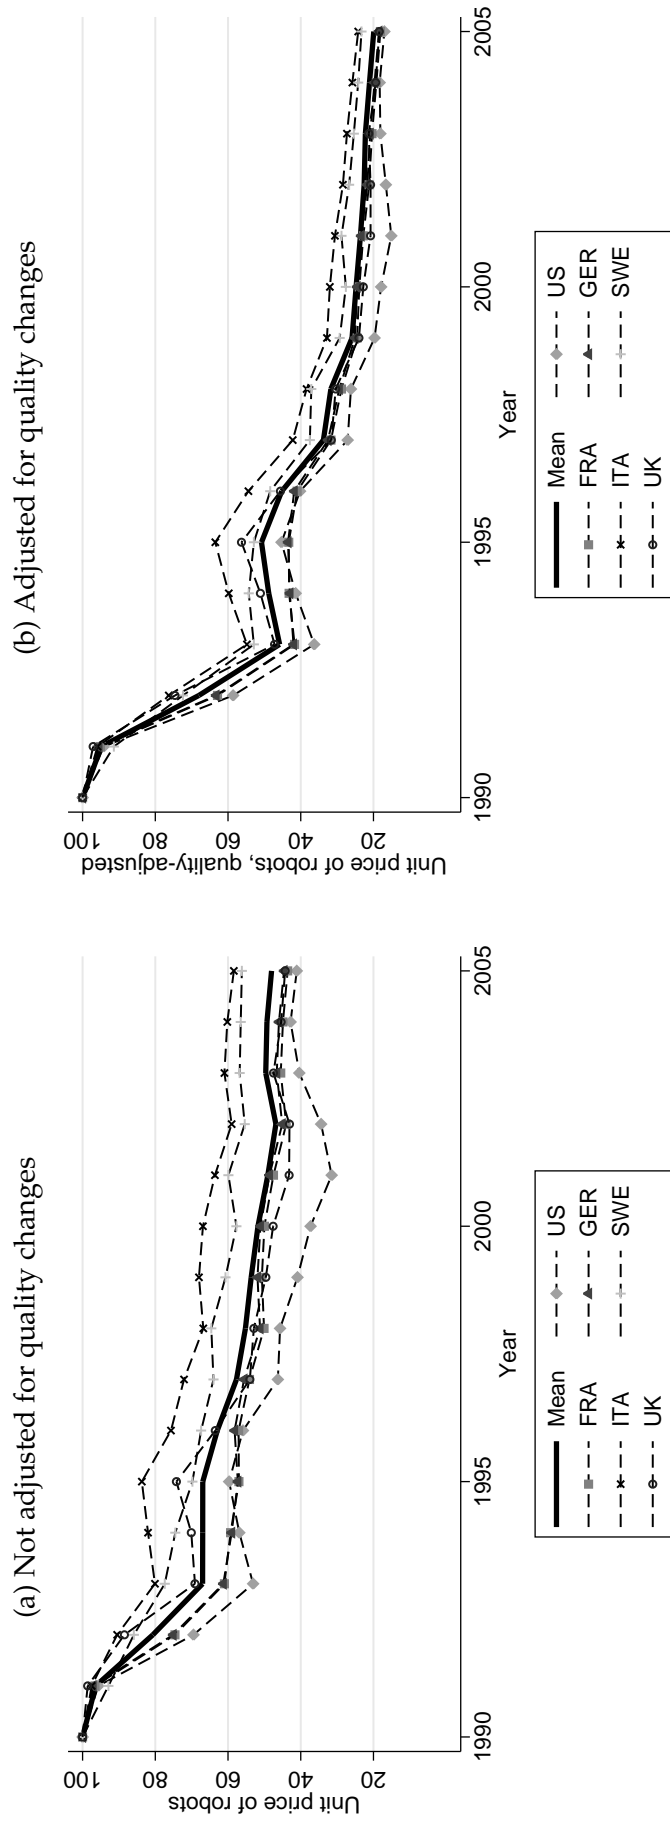 (a) Not adjusted for quality changes
Unit price of robots
100
80
60
40
20
1990
1995
2000
2005
Year
Mean
US
FRA
GER
ITA
SWE
UK
(b) Adjusted for quality changes
Unit price of robots, quality-adjusted
100
80
60
40
20
1990
1995
2000
2005
Year
Mean
US
FRA
GER
ITA
SWE
UK